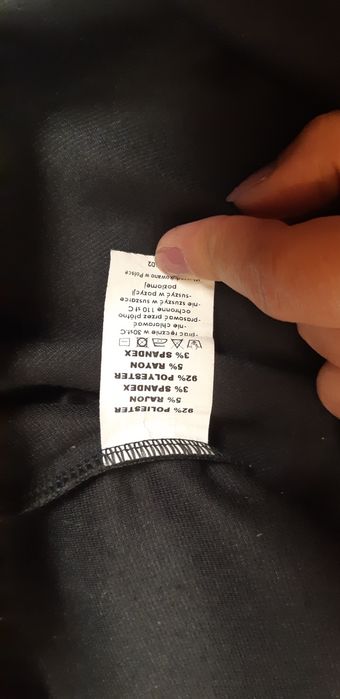 92% POLIESTER
5% RAJON
3% SPANDEX
92% POLYESTER
5% RAYON
3% SPANDEX
-prać ręcznie w 30st.C
-nie chlorować
-prasować przez płótno
ochronne 110 st C
-nie suszyć w suszarce
-suszyć w pozycji
poziomej
w Polsce
02